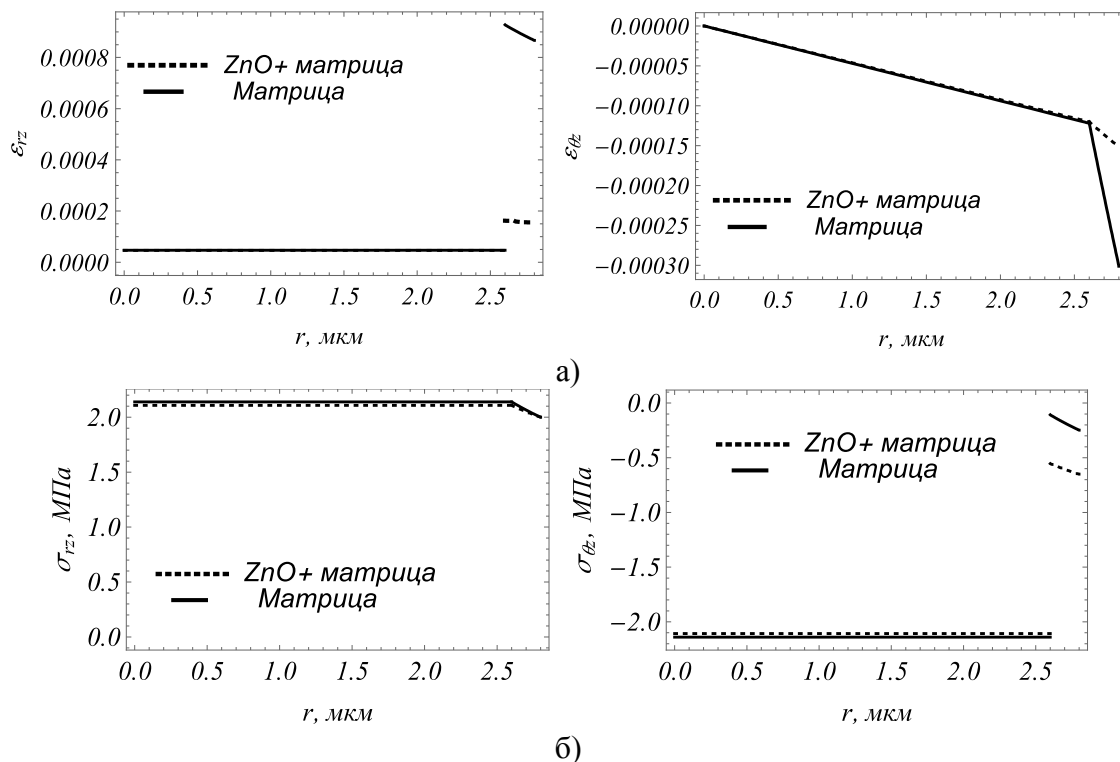 0.0008
0.0006
0.0004
0.0002
0.0000
ε_rz
ZnO+ матрица
Матрица
0.0 0.5 1.0 1.5 2.0 2.5
r, мкм
0.00000
−0.00005
−0.00010
−0.00015
−0.00020
−0.00025
−0.00030
ε_θz
ZnO+ матрица
Матрица
0.0 0.5 1.0 1.5 2.0 2.5
r, мкм
а)
2.0
1.5
1.0
0.5
0.0
σ_rz, МПа
ZnO+ матрица
Матрица
0.0 0.5 1.0 1.5 2.0 2.5
r, мкм
0.0
−0.5
−1.0
−1.5
−2.0
σ_θz, МПа
ZnO+ матрица
Матрица
0.0 0.5 1.0 1.5 2.0 2.5
r, мкм
б)